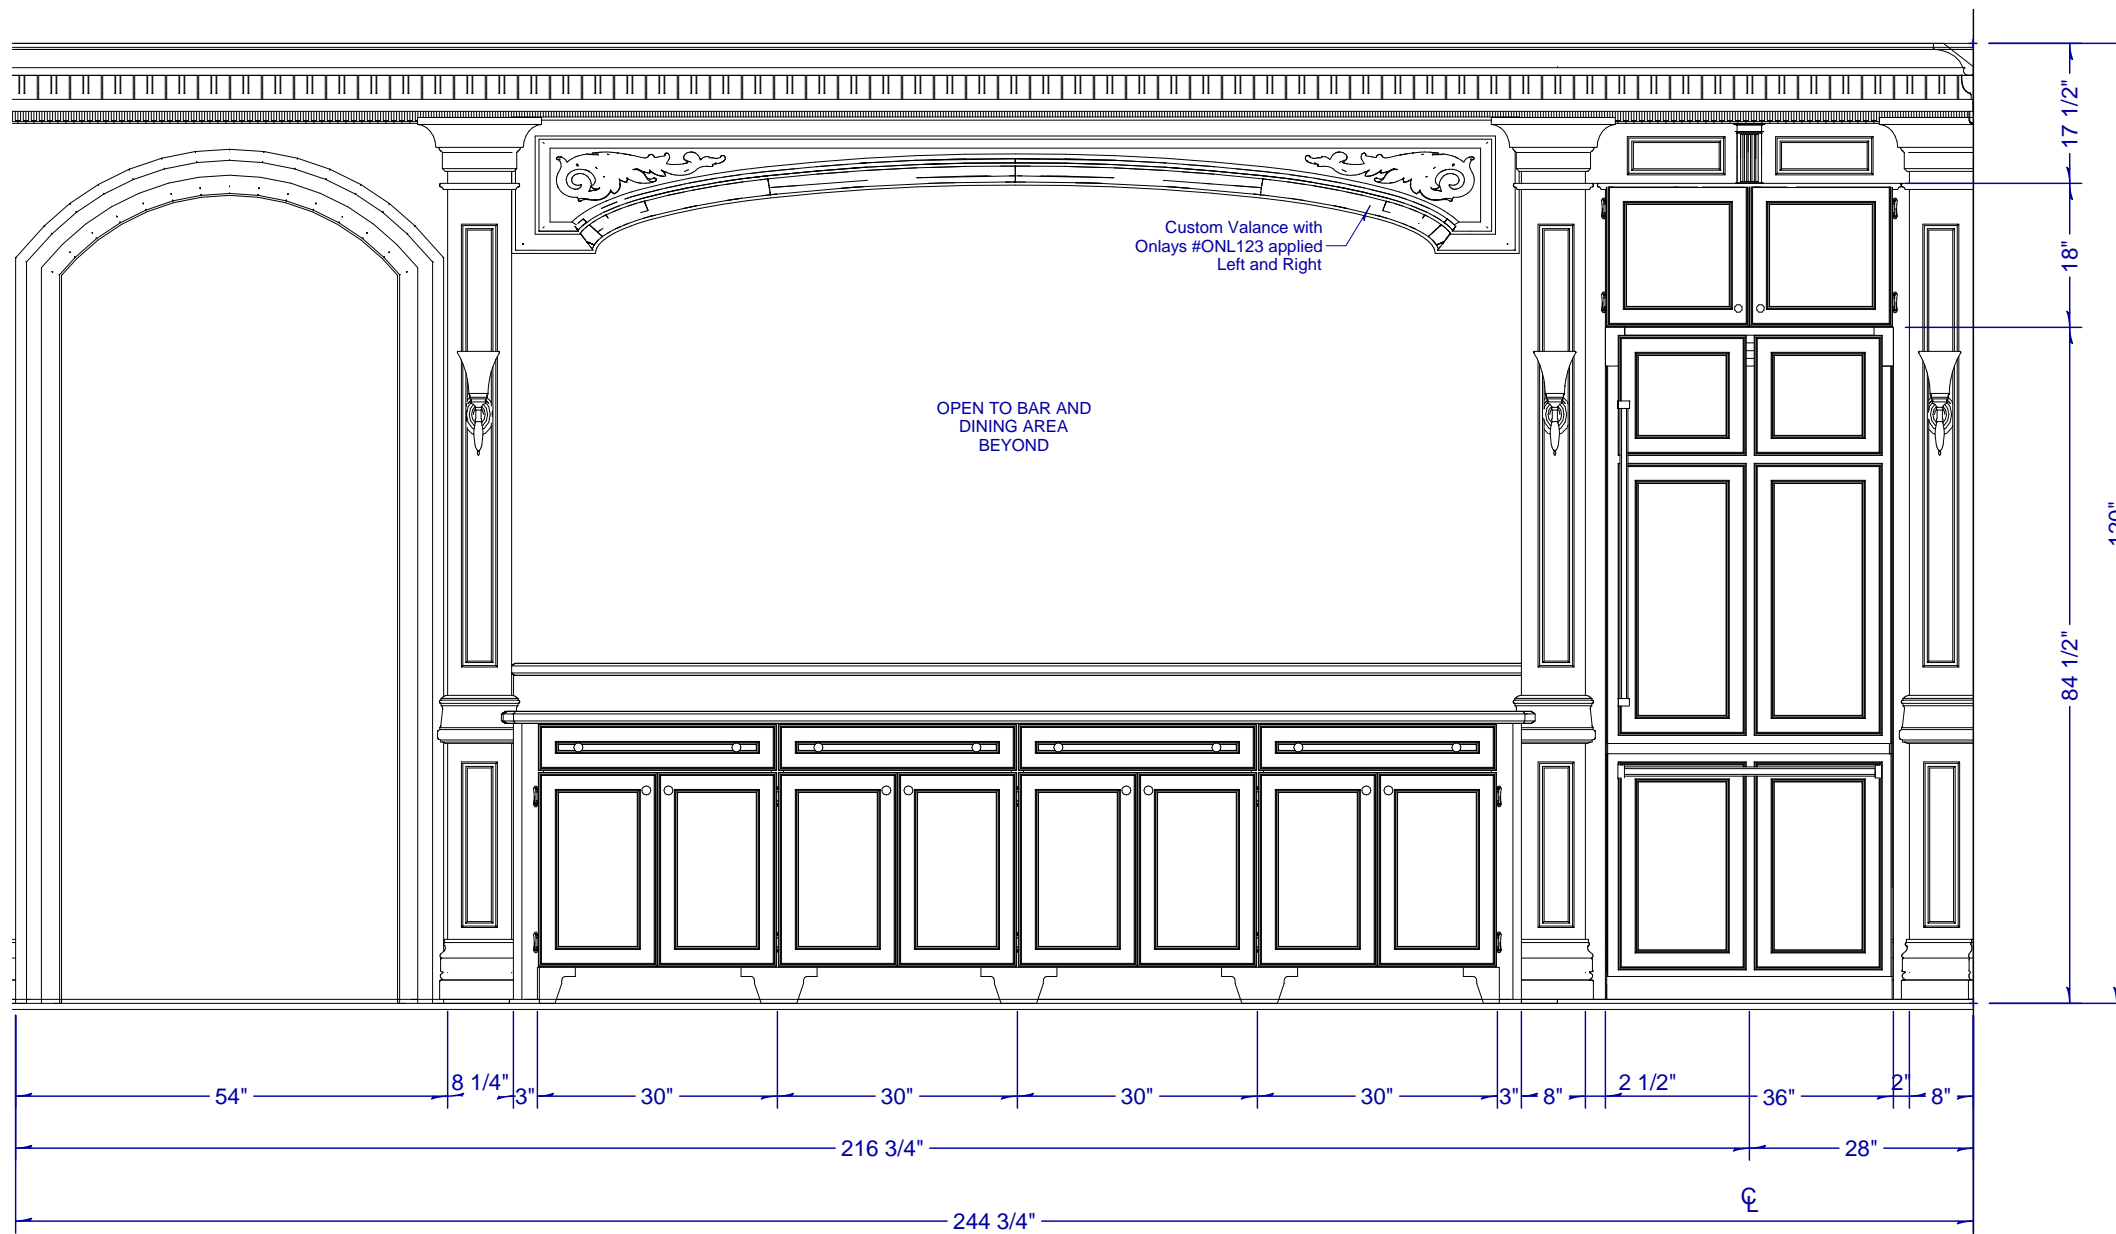 17 1/2"
Custom Valance with
Onlays #ONL123 applied
Left and Right
18"
OPEN TO BAR AND
DINING AREA
BEYOND
84 1/2"
54" 8 1/4" 3" 30" 30" 30" 30" 3" 8" 2 1/2" 36" 2" 8"
216 3/4" 28"
℄
244 3/4"